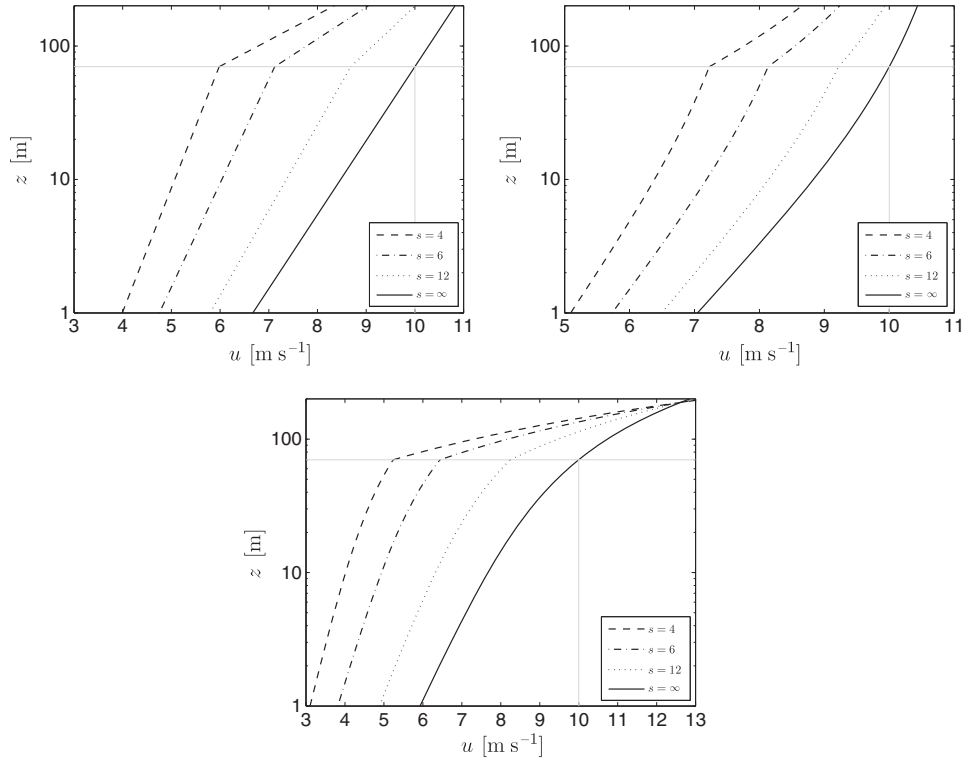 100
10
1
z [m]
3 4 5 6 7 8 9 10 11
u [m s⁻¹]
s = 4
s = 6
s = 12
s = ∞
100
10
1
z [m]
5 6 7 8 9 10 11
u [m s⁻¹]
s = 4
s = 6
s = 12
s = ∞
100
10
1
z [m]
3 4 5 6 7 8 9 10 11 12 13
u [m s⁻¹]
s = 4
s = 6
s = 12
s = ∞